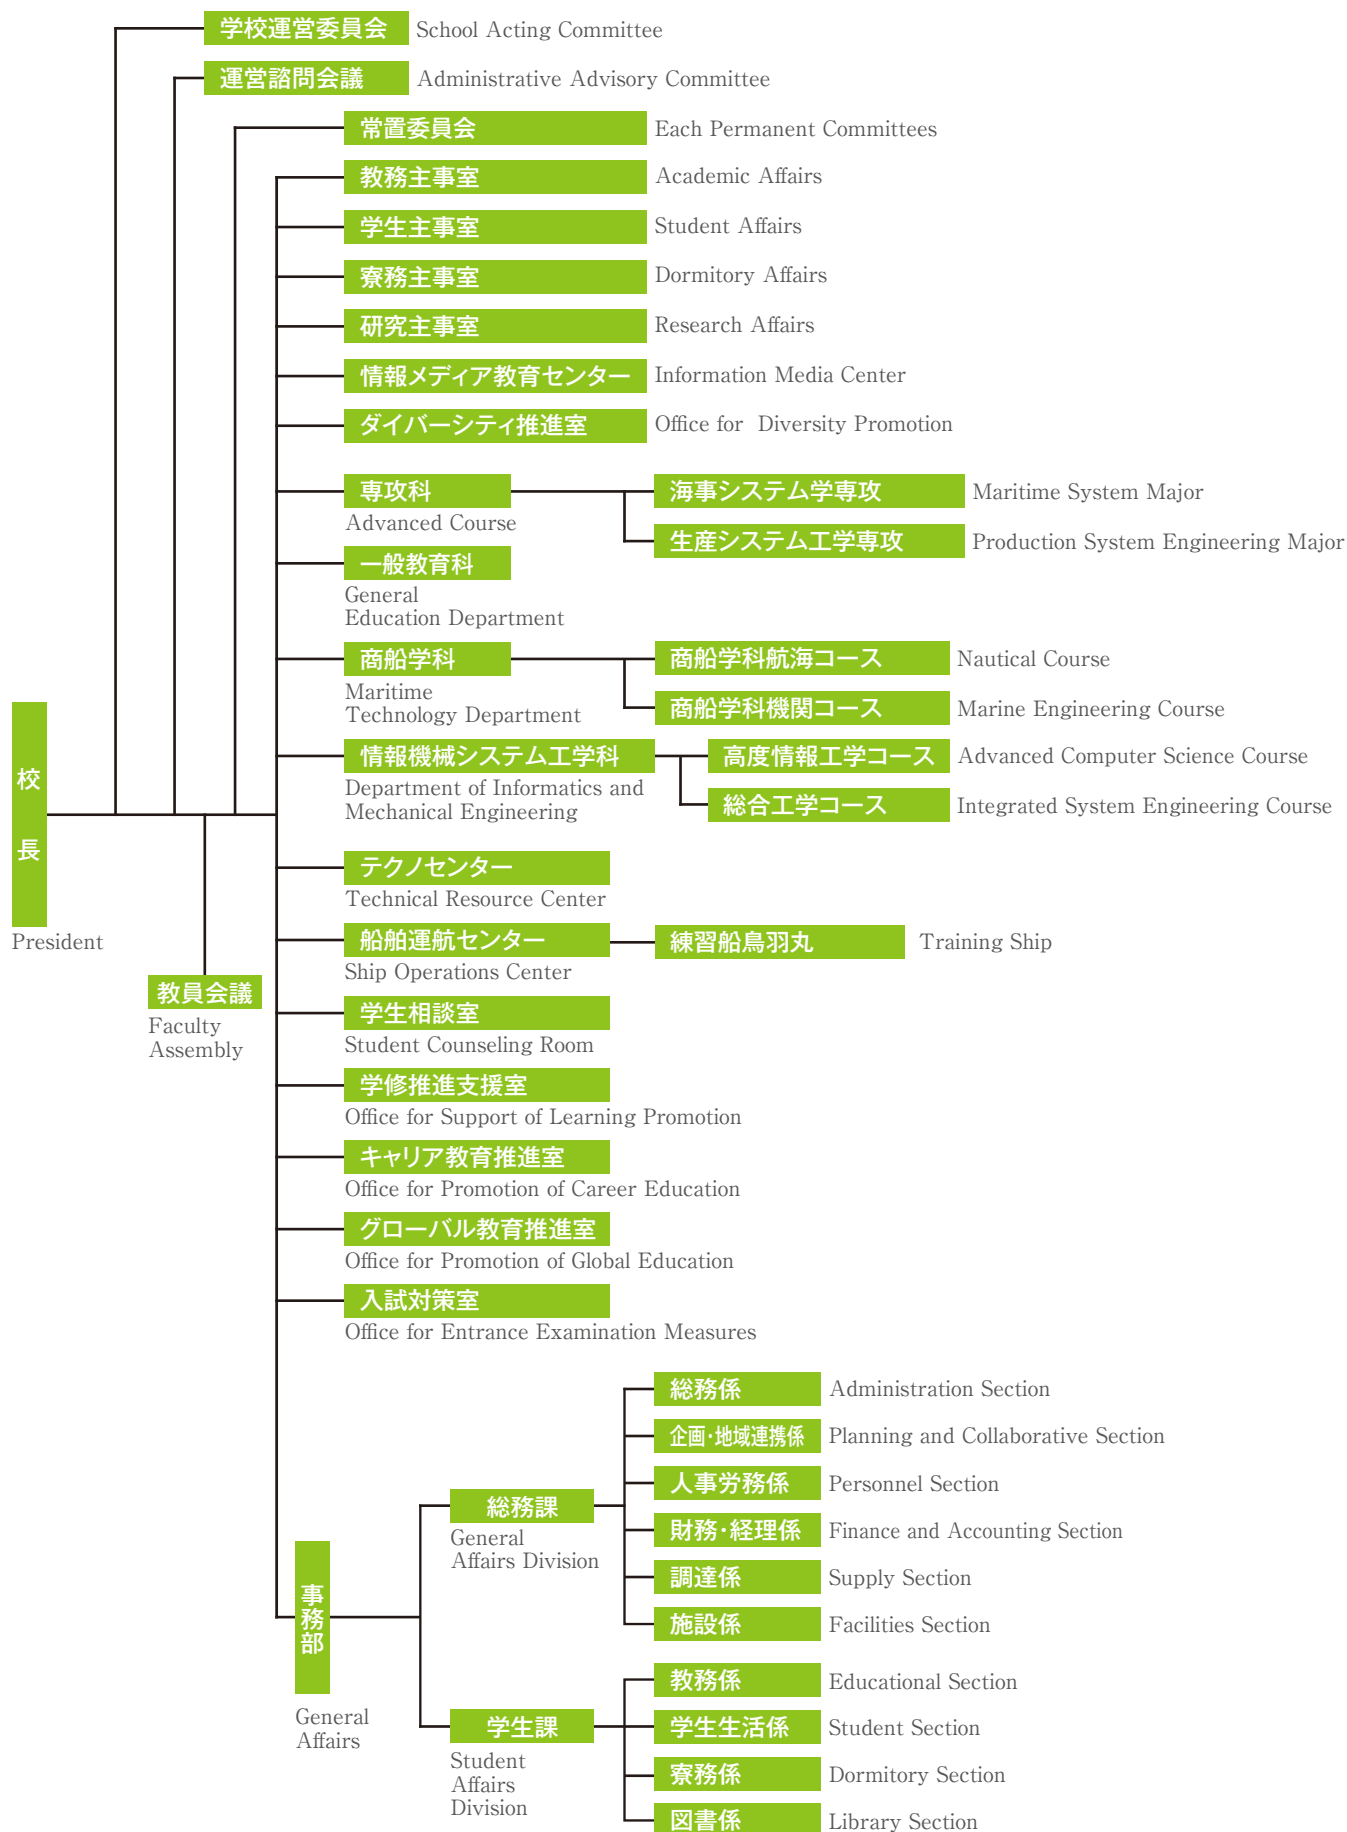 学校運営委員会 School Acting Committee
運営諮問会議 Administrative Advisory Committee
常置委員会 Each Permanent Committees
教務主事室 Academic Affairs
学生主事室 Student Affairs
寮務主事室 Dormitory Affairs
研究主事室 Research Affairs
情報メディア教育センター Information Media Center
ダイバーシティ推進室 Office for Diversity Promotion
専攻科
Advanced Course
海事システム学専攻 Maritime System Major
生産システム工学専攻 Production System Engineering Major
一般教育科
General
Education Department
商船学科
Maritime
Technology Department
商船学科航海コース Nautical Course
商船学科機関コース Marine Engineering Course
情報機械システム工学科
Department of Informatics and
Mechanical Engineering
高度情報工学コース Advanced Computer Science Course
総合工学コース Integrated System Engineering Course
校長
President
教員会議
Faculty
Assembly
テクノセンター
Technical Resource Center
船舶運航センター
Ship Operations Center
練習船鳥羽丸 Training Ship
学生相談室
Student Counseling Room
学修推進支援室
Office for Support of Learning Promotion
キャリア教育推進室
Office for Promotion of Career Education
グローバル教育推進室
Office for Promotion of Global Education
入試対策室
Office for Entrance Examination Measures
事務部
General
Affairs
総務課
General
Affairs Division
総務係 Administration Section
企画・地域連携係 Planning and Collaborative Section
人事労務係 Personnel Section
財務・経理係 Finance and Accounting Section
調達係 Supply Section
施設係 Facilities Section
学生課
Student
Affairs
Division
教務係 Educational Section
学生生活係 Student Section
寮務係 Dormitory Section
図書係 Library Section